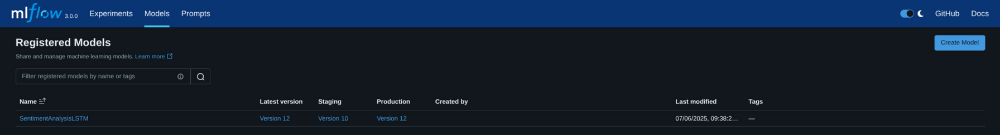 mlflow 3.0.0 Experiments Models Prompts GitHub Docs
Registered Models
Create Model
Share and manage machine learning models. Learn more
Filter registered models by name or tags
Name Latest version Staging Production Created by Last modified Tags
SentimentAnalysisLSTM Version 12 Version 10 Version 12 07/06/2025, 09:38:2... —